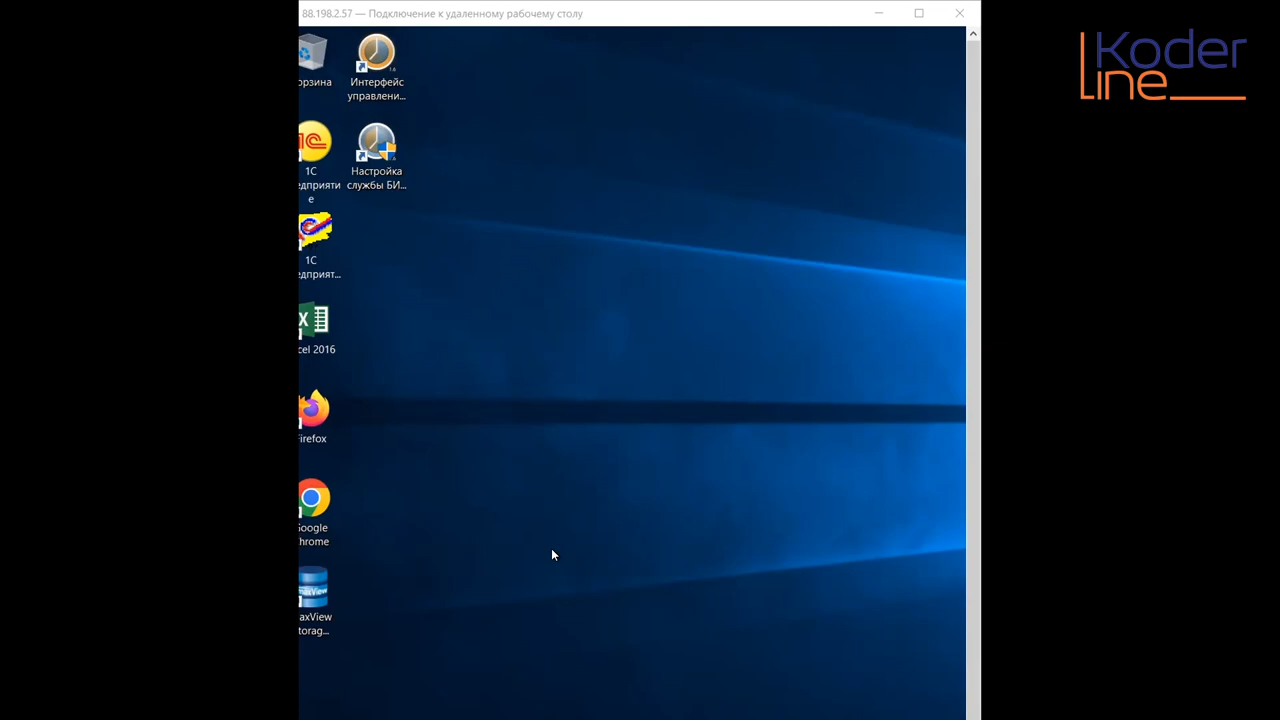 88.198.2.57 — Подключение к удаленному рабочему столу
Koder
line
орзина
Интерфейс
управлени...
1С
едприяти
е
Настройка
службы БИ...
1С
едприят...
cel 2016
Firefox
Google
hrome
axView
torag...